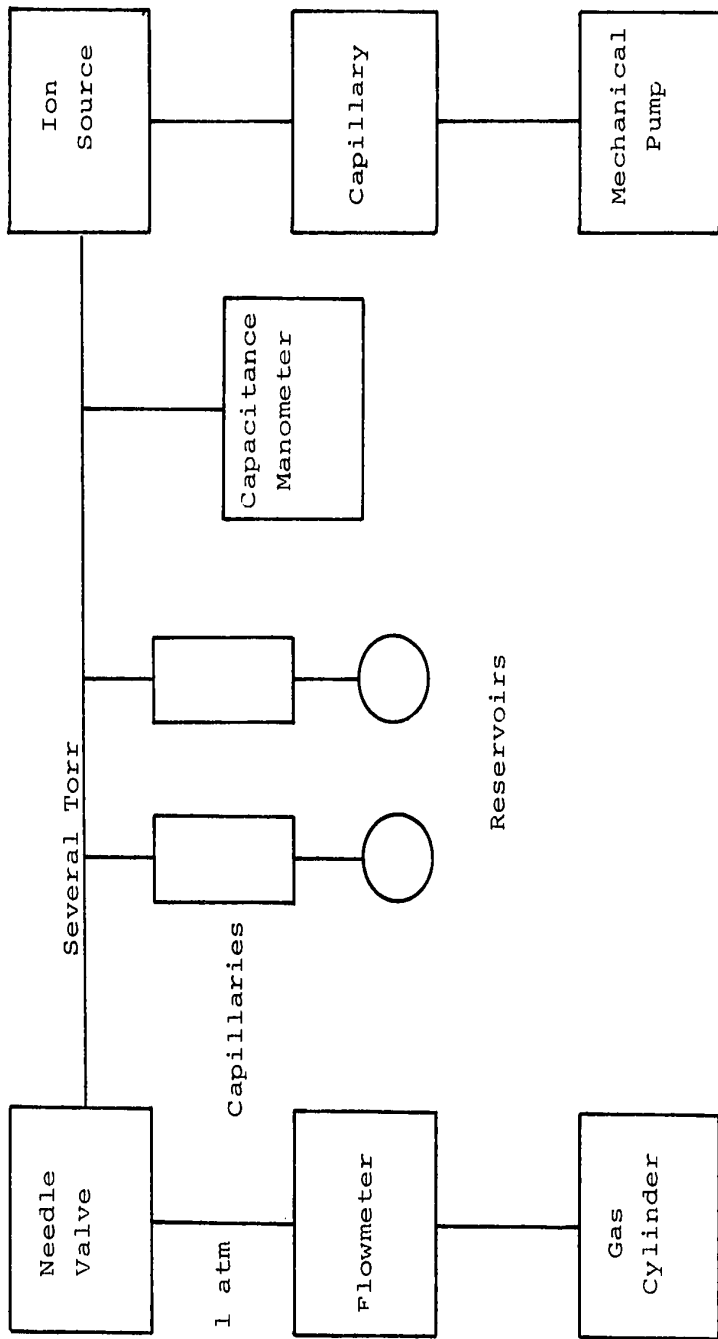 Needle
Valve
Several Torr
Ion
Source
1 atm
Capillaries
Capacitance
Manometer
Flowmeter
Capillary
Reservoirs
Gas
Cylinder
Mechanical
Pump